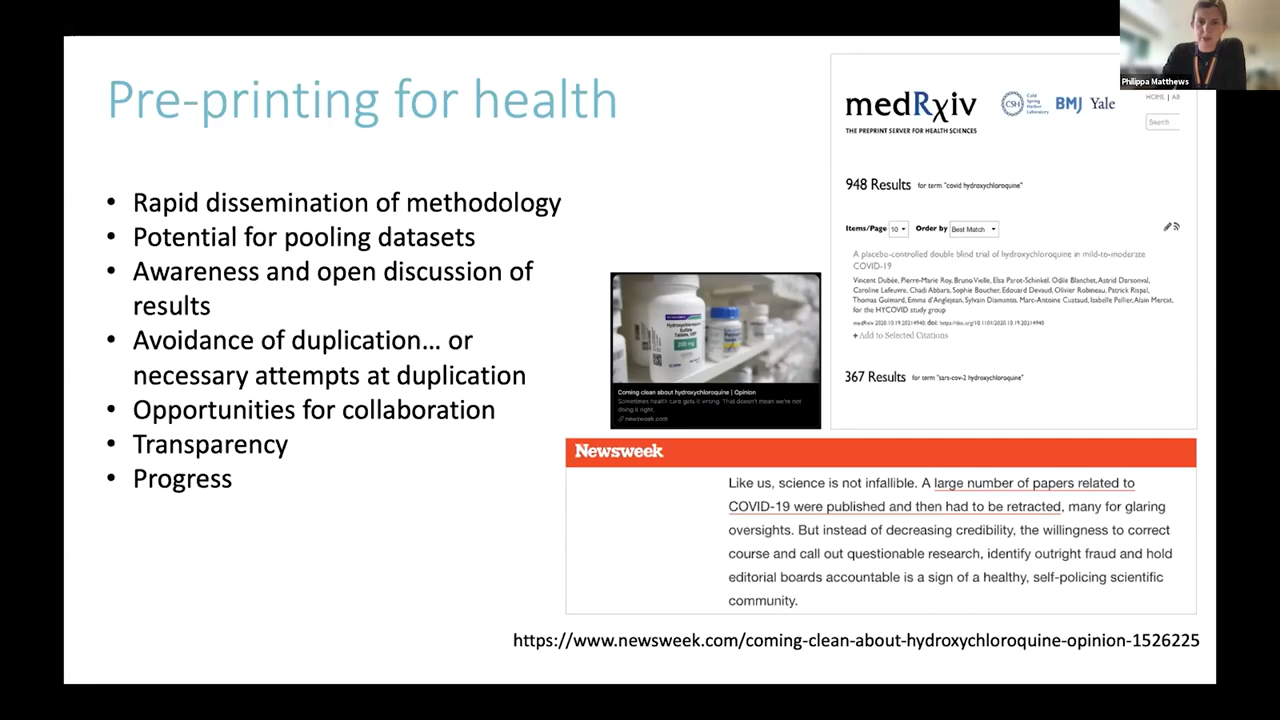 Philippa Matthews
Pre-printing for health
• Rapid dissemination of methodology
• Potential for pooling datasets
• Awareness and open discussion of
results
• Avoidance of duplication... or
necessary attempts at duplication
• Opportunities for collaboration
• Transparency
• Progress
medRxiv
THE PREPRINT SERVER FOR HEALTH SCIENCES
CSH
Cold
Spring
Harbor
Laboratory
BMJ
Yale
HOME | AB
Search
948 Results for term "covid hydroxychloroquine"
Items/Page 10 Order by Best Match
A placebo-controlled double blind trial of hydroxychloroquine in mild-to-moderate
COVID-19
Vincent Dubée, Pierre-Marie Roy, Bruno Vielle, Elsa Parot-Schinkel, Odile Blanchet, Astrid Darsonval,
Caroline Lefeuvre, Chadi Abbara, Sophie Boucher, Edouard Devaud, Olivier Robineau, Patrick Rispal,
Thomas Guimard, Emma d'Anglejean, Sylvain Diamantis, Marc-Antoine Custaud, Isabelle Pellier, Alain Mercat,
for the HYCOVID study group
medRxiv 2020.10.19.20214940; doi: https://doi.org/10.1101/2020.10.19.20214940
+Add to Selected Citations
367 Results for term "sars-cov-2 hydroxychloroquine"
Hydroxychloroquine
Sulfate
Tablets, USP
200 mg
Coming clean about hydroxychloroquine | Opinion
Sometimes health care gets it wrong. That doesn't mean we're not
doing it right.
newsweek.com
Newsweek
Like us, science is not infallible. A large number of papers related to
COVID-19 were published and then had to be retracted, many for glaring
oversights. But instead of decreasing credibility, the willingness to correct
course and call out questionable research, identify outright fraud and hold
editorial boards accountable is a sign of a healthy, self-policing scientific
community.
https://www.newsweek.com/coming-clean-about-hydroxychloroquine-opinion-1526225